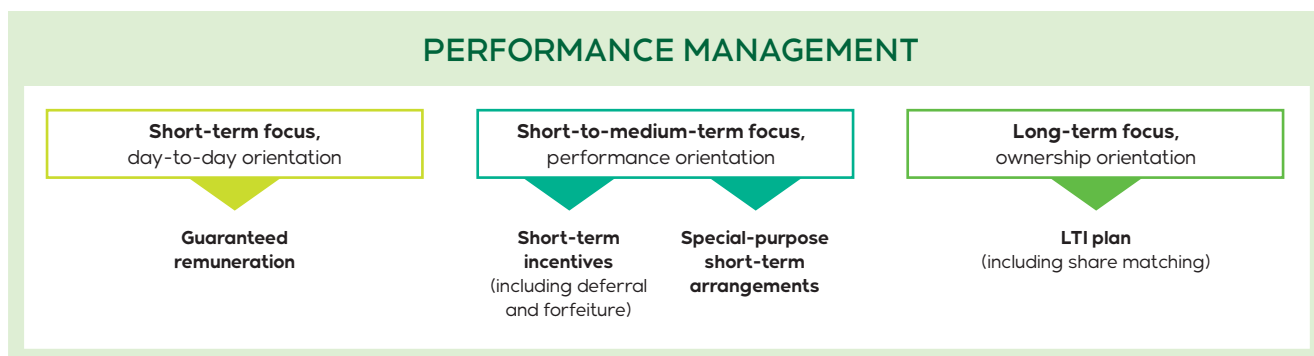 PERFORMANCE MANAGEMENT
Short-term focus,
day-to-day orientation
Guaranteed
remuneration
Short-to-medium-term focus,
performance orientation
Short-term
incentives
(including deferral
and forfeiture)
Special-purpose
short-term
arrangements
Long-term focus,
ownership orientation
LTI plan
(including share matching)